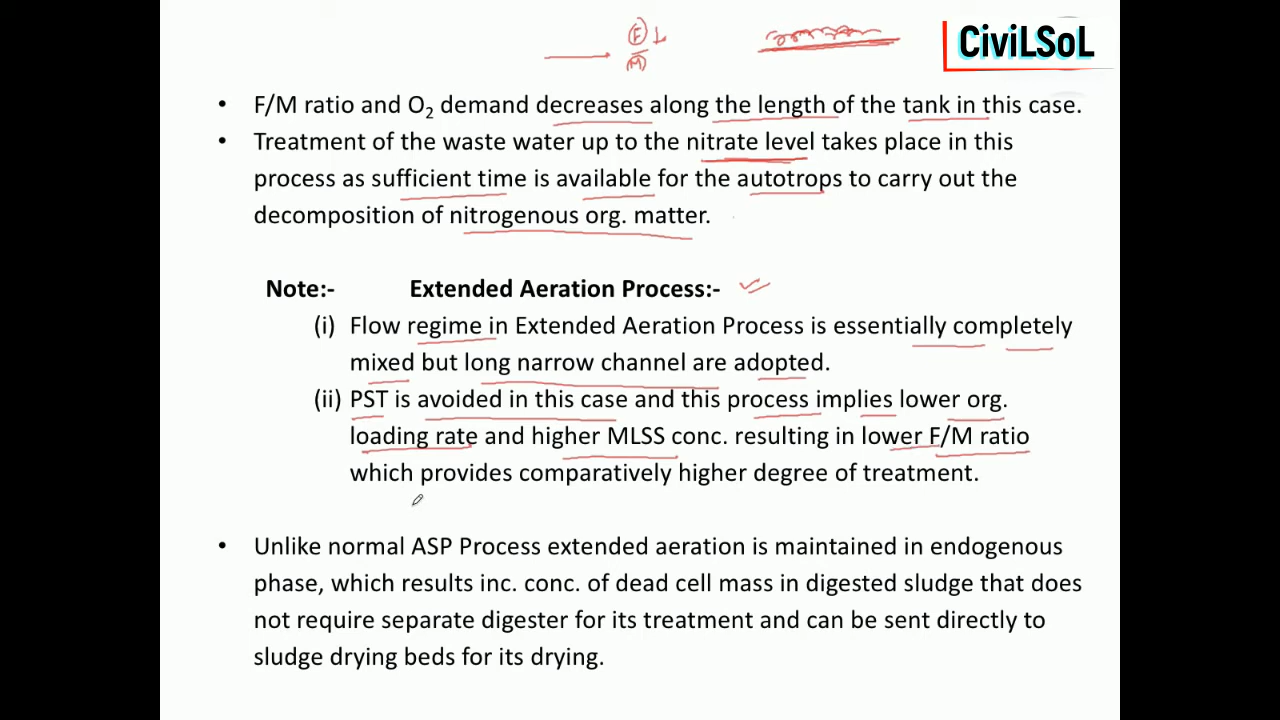 F
M
CiviLSoL
• F/M ratio and O₂ demand decreases along the length of the tank in this case.
• Treatment of the waste water up to the nitrate level takes place in this
process as sufficient time is available for the autotrops to carry out the
decomposition of nitrogenous org. matter.
Note:- Extended Aeration Process:-
(i) Flow regime in Extended Aeration Process is essentially completely
mixed but long narrow channel are adopted.
(ii) PST is avoided in this case and this process implies lower org.
loading rate and higher MLSS conc. resulting in lower F/M ratio
which provides comparatively higher degree of treatment.
• Unlike normal ASP Process extended aeration is maintained in endogenous
phase, which results inc. conc. of dead cell mass in digested sludge that does
not require separate digester for its treatment and can be sent directly to
sludge drying beds for its drying.